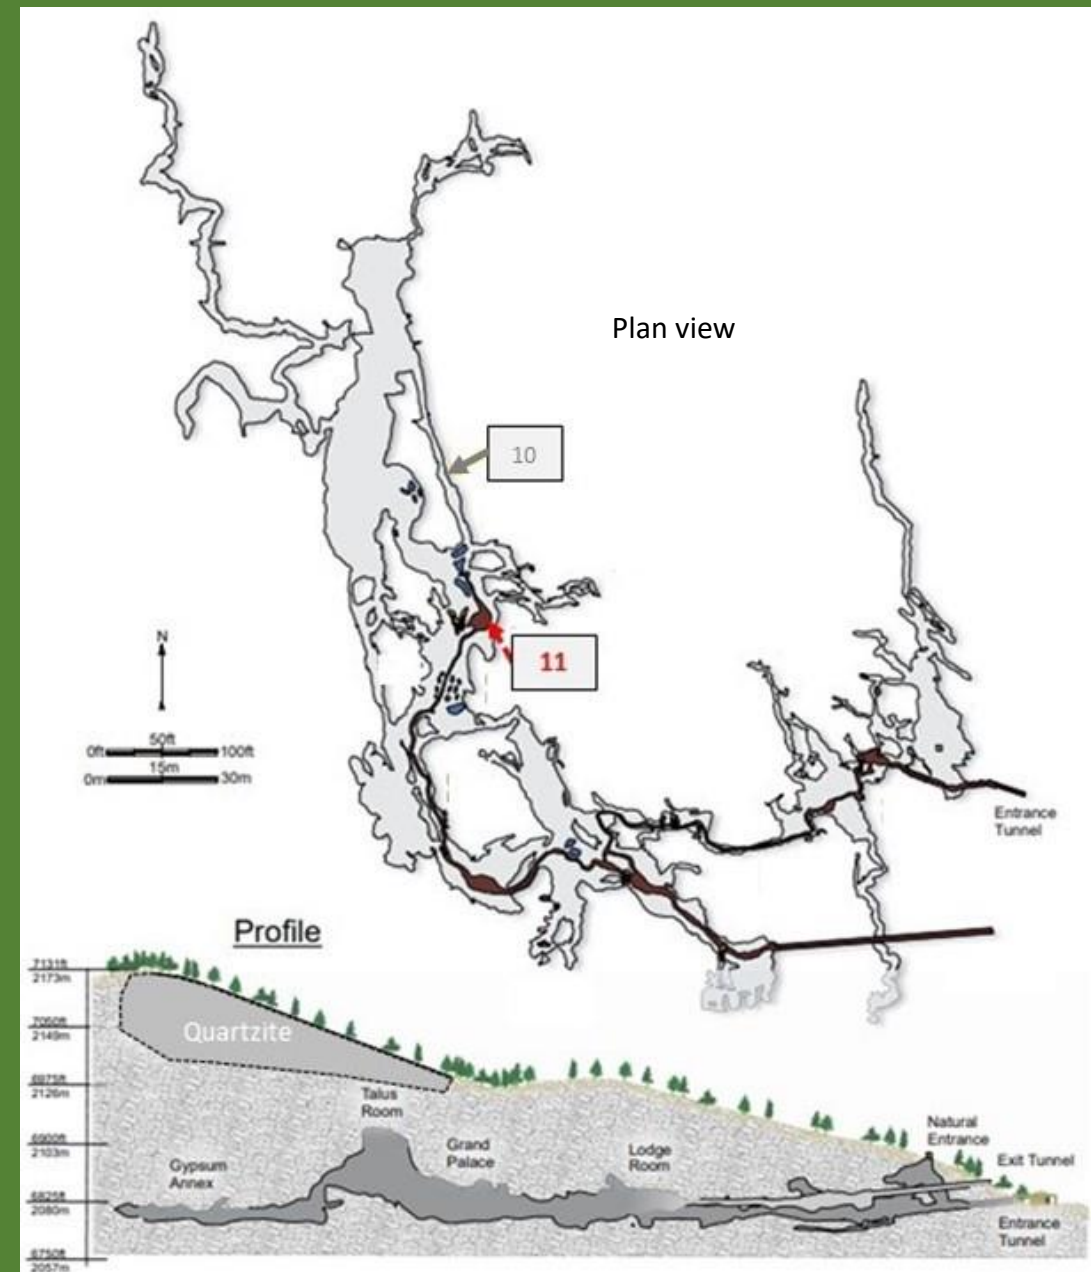 Plan view
10
11
N
50ft
0ft
100ft
15m
0m
30m
Entrance
Tunnel
Profile
7131ft
2173m
7050ft
2149m
Quartzite
6975ft
2126m
Talus
Room
6900ft
2103m
Grand
Palace
Lodge
Room
Natural
Entrance
Gypsum
Annex
Exit Tunnel
6825ft
2080m
Entrance
Tunnel
6750ft
2057m